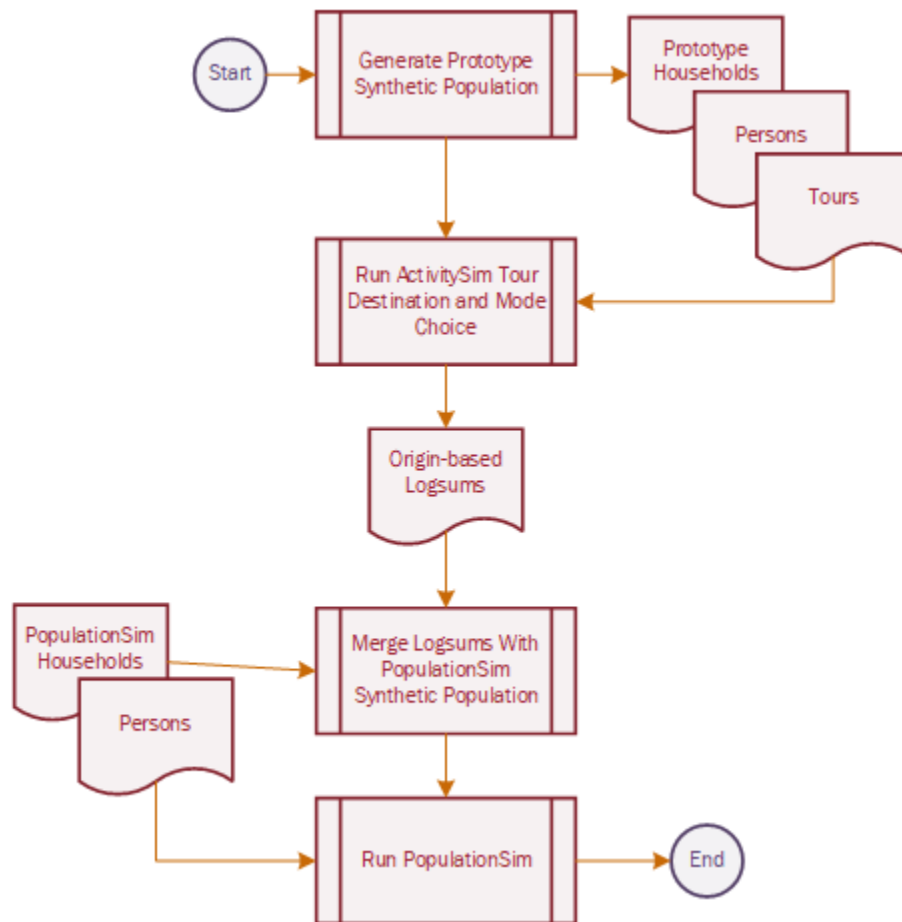 Start
Generate Prototype
Synthetic Population
Prototype
Households
Persons
Tours
Run ActivitySim Tour
Destination and Mode
Choice
Origin-based
Logsums
PopulationSim
Households
Persons
Merge Logsums With
PopulationSim
Synthetic Population
Run PopulationSim
End